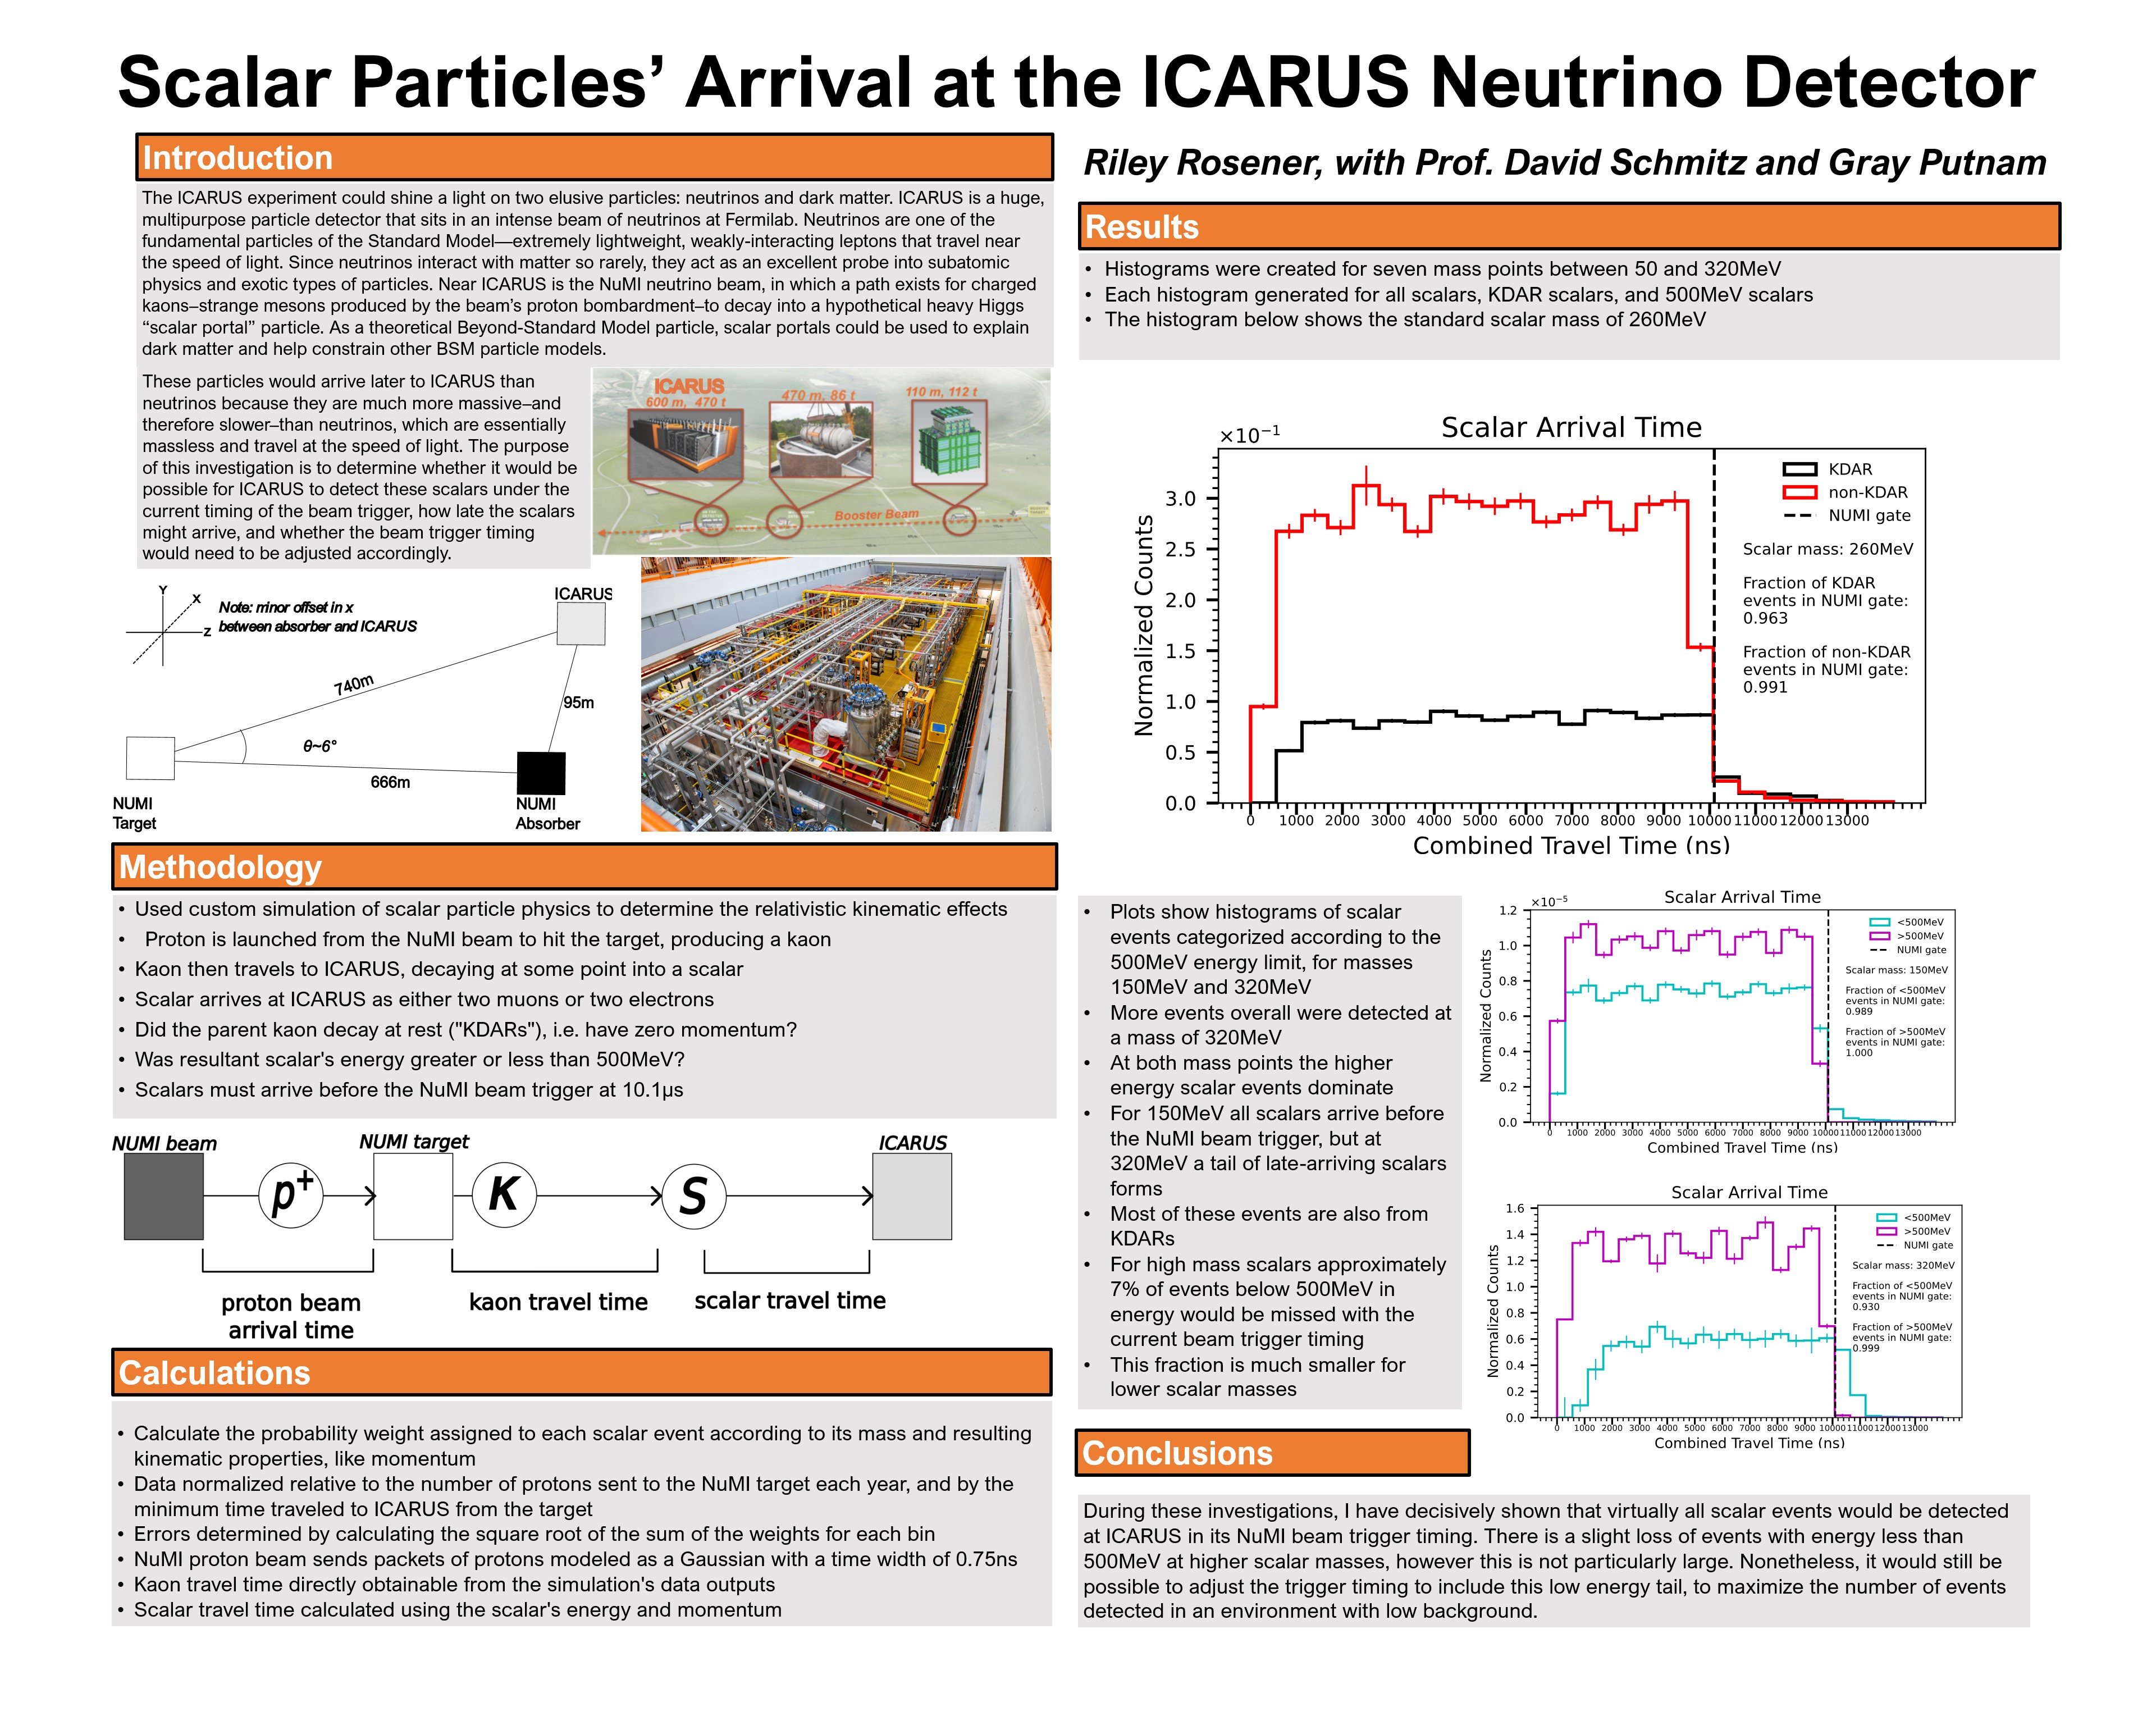 Scalar Particles’ Arrival at the ICARUS Neutrino Detector
Introduction
The ICARUS experiment could shine a light on two elusive particles: neutrinos and dark matter. ICARUS is a huge,
multipurpose particle detector that sits in an intense beam of neutrinos at Fermilab. Neutrinos are one of the
fundamental particles of the Standard Model—extremely lightweight, weakly-interacting leptons that travel near
the speed of light. Since neutrinos interact with matter so rarely, they act as an excellent probe into subatomic
physics and exotic types of particles. Near ICARUS is the NuMI neutrino beam, in which a path exists for charged
kaons–strange mesons produced by the beam’s proton bombardment–to decay into a hypothetical heavy Higgs
“scalar portal” particle. As a theoretical Beyond-Standard Model particle, scalar portals could be used to explain
dark matter and help constrain other BSM particle models.
These particles would arrive later to ICARUS than
neutrinos because they are much more massive–and
therefore slower–than neutrinos, which are essentially
massless and travel at the speed of light. The purpose
of this investigation is to determine whether it would be
possible for ICARUS to detect these scalars under the
current timing of the beam trigger, how late the scalars
might arrive, and whether the beam trigger timing
would need to be adjusted accordingly.
ICARUS
600 m, 470 t
470 m, 86 t
110 m, 112 t
Booster Beam
Y
X
Z
Note: minor offset in x
between absorber and ICARUS
ICARUS
740m
95m
θ~6°
666m
NUMI
Target
NUMI
Absorber
Methodology
• Used custom simulation of scalar particle physics to determine the relativistic kinematic effects
• Proton is launched from the NuMI beam to hit the target, producing a kaon
• Kaon then travels to ICARUS, decaying at some point into a scalar
• Scalar arrives at ICARUS as either two muons or two electrons
• Did the parent kaon decay at rest ("KDARs"), i.e. have zero momentum?
• Was resultant scalar's energy greater or less than 500MeV?
• Scalars must arrive before the NuMI beam trigger at 10.1μs
NUMI beam
NUMI target
ICARUS
p+
K
S
proton beam
arrival time
kaon travel time
scalar travel time
Calculations
• Calculate the probability weight assigned to each scalar event according to its mass and resulting
kinematic properties, like momentum
• Data normalized relative to the number of protons sent to the NuMI target each year, and by the
minimum time traveled to ICARUS from the target
• Errors determined by calculating the square root of the sum of the weights for each bin
• NuMI proton beam sends packets of protons modeled as a Gaussian with a time width of 0.75ns
• Kaon travel time directly obtainable from the simulation's data outputs
• Scalar travel time calculated using the scalar's energy and momentum
Riley Rosener, with Prof. David Schmitz and Gray Putnam
Results
• Histograms were created for seven mass points between 50 and 320MeV
• Each histogram generated for all scalars, KDAR scalars, and 500MeV scalars
• The histogram below shows the standard scalar mass of 260MeV
Scalar Arrival Time
×10−1
3.0
2.5
2.0
1.5
1.0
0.5
0.0
Normalized Counts
KDAR
non-KDAR
NUMI gate
Scalar mass: 260MeV
Fraction of KDAR
events in NUMI gate:
0.963
Fraction of non-KDAR
events in NUMI gate:
0.991
0 1000 2000 3000 4000 5000 6000 7000 8000 9000 10000 11000 12000 13000
Combined Travel Time (ns)
• Plots show histograms of scalar
events categorized according to the
500MeV energy limit, for masses
150MeV and 320MeV
• More events overall were detected at
a mass of 320MeV
• At both mass points the higher
energy scalar events dominate
• For 150MeV all scalars arrive before
the NuMI beam trigger, but at
320MeV a tail of late-arriving scalars
forms
• Most of these events are also from
KDARs
• For high mass scalars approximately
7% of events below 500MeV in
energy would be missed with the
current beam trigger timing
• This fraction is much smaller for
lower scalar masses
Scalar Arrival Time
×10−5
1.2
1.0
0.8
0.6
0.4
0.2
0.0
Normalized Counts
<500MeV
>500MeV
NUMI gate
Scalar mass: 150MeV
Fraction of <500MeV
events in NUMI gate:
0.989
Fraction of >500MeV
events in NUMI gate:
1.000
0 1000 2000 3000 4000 5000 6000 7000 8000 9000 10000 11000 12000 13000
Combined Travel Time (ns)
Scalar Arrival Time
1.6
1.4
1.2
1.0
0.8
0.6
0.4
0.2
0.0
Normalized Counts
<500MeV
>500MeV
NUMI gate
Scalar mass: 320MeV
Fraction of <500MeV
events in NUMI gate:
0.930
Fraction of >500MeV
events in NUMI gate:
0.999
0 1000 2000 3000 4000 5000 6000 7000 8000 9000 10000 11000 12000 13000
Combined Travel Time (ns)
Conclusions
During these investigations, I have decisively shown that virtually all scalar events would be detected
at ICARUS in its NuMI beam trigger timing. There is a slight loss of events with energy less than
500MeV at higher scalar masses, however this is not particularly large. Nonetheless, it would still be
possible to adjust the trigger timing to include this low energy tail, to maximize the number of events
detected in an environment with low background.